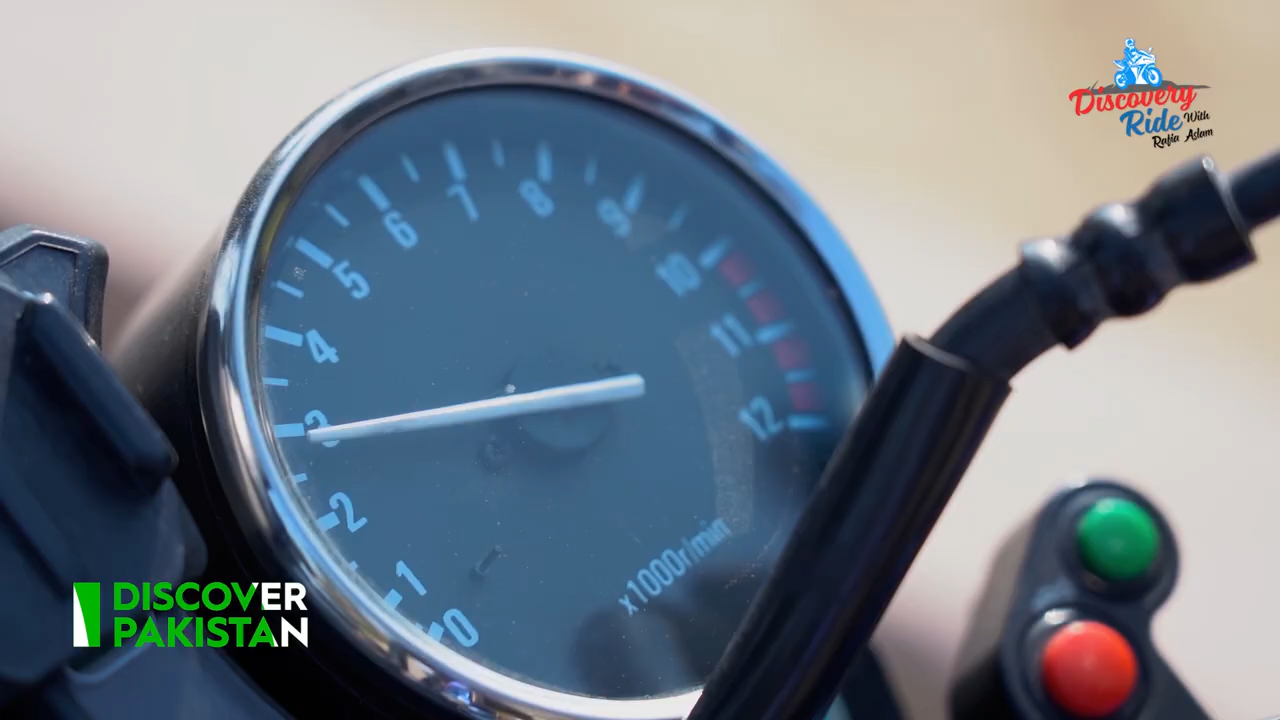 Discovery
Ride With
Rafia Aslam
0
1
2
3
4
5
6
7
8
9
10
11
12
x1000r/min
DISCOVER
PAKISTAN